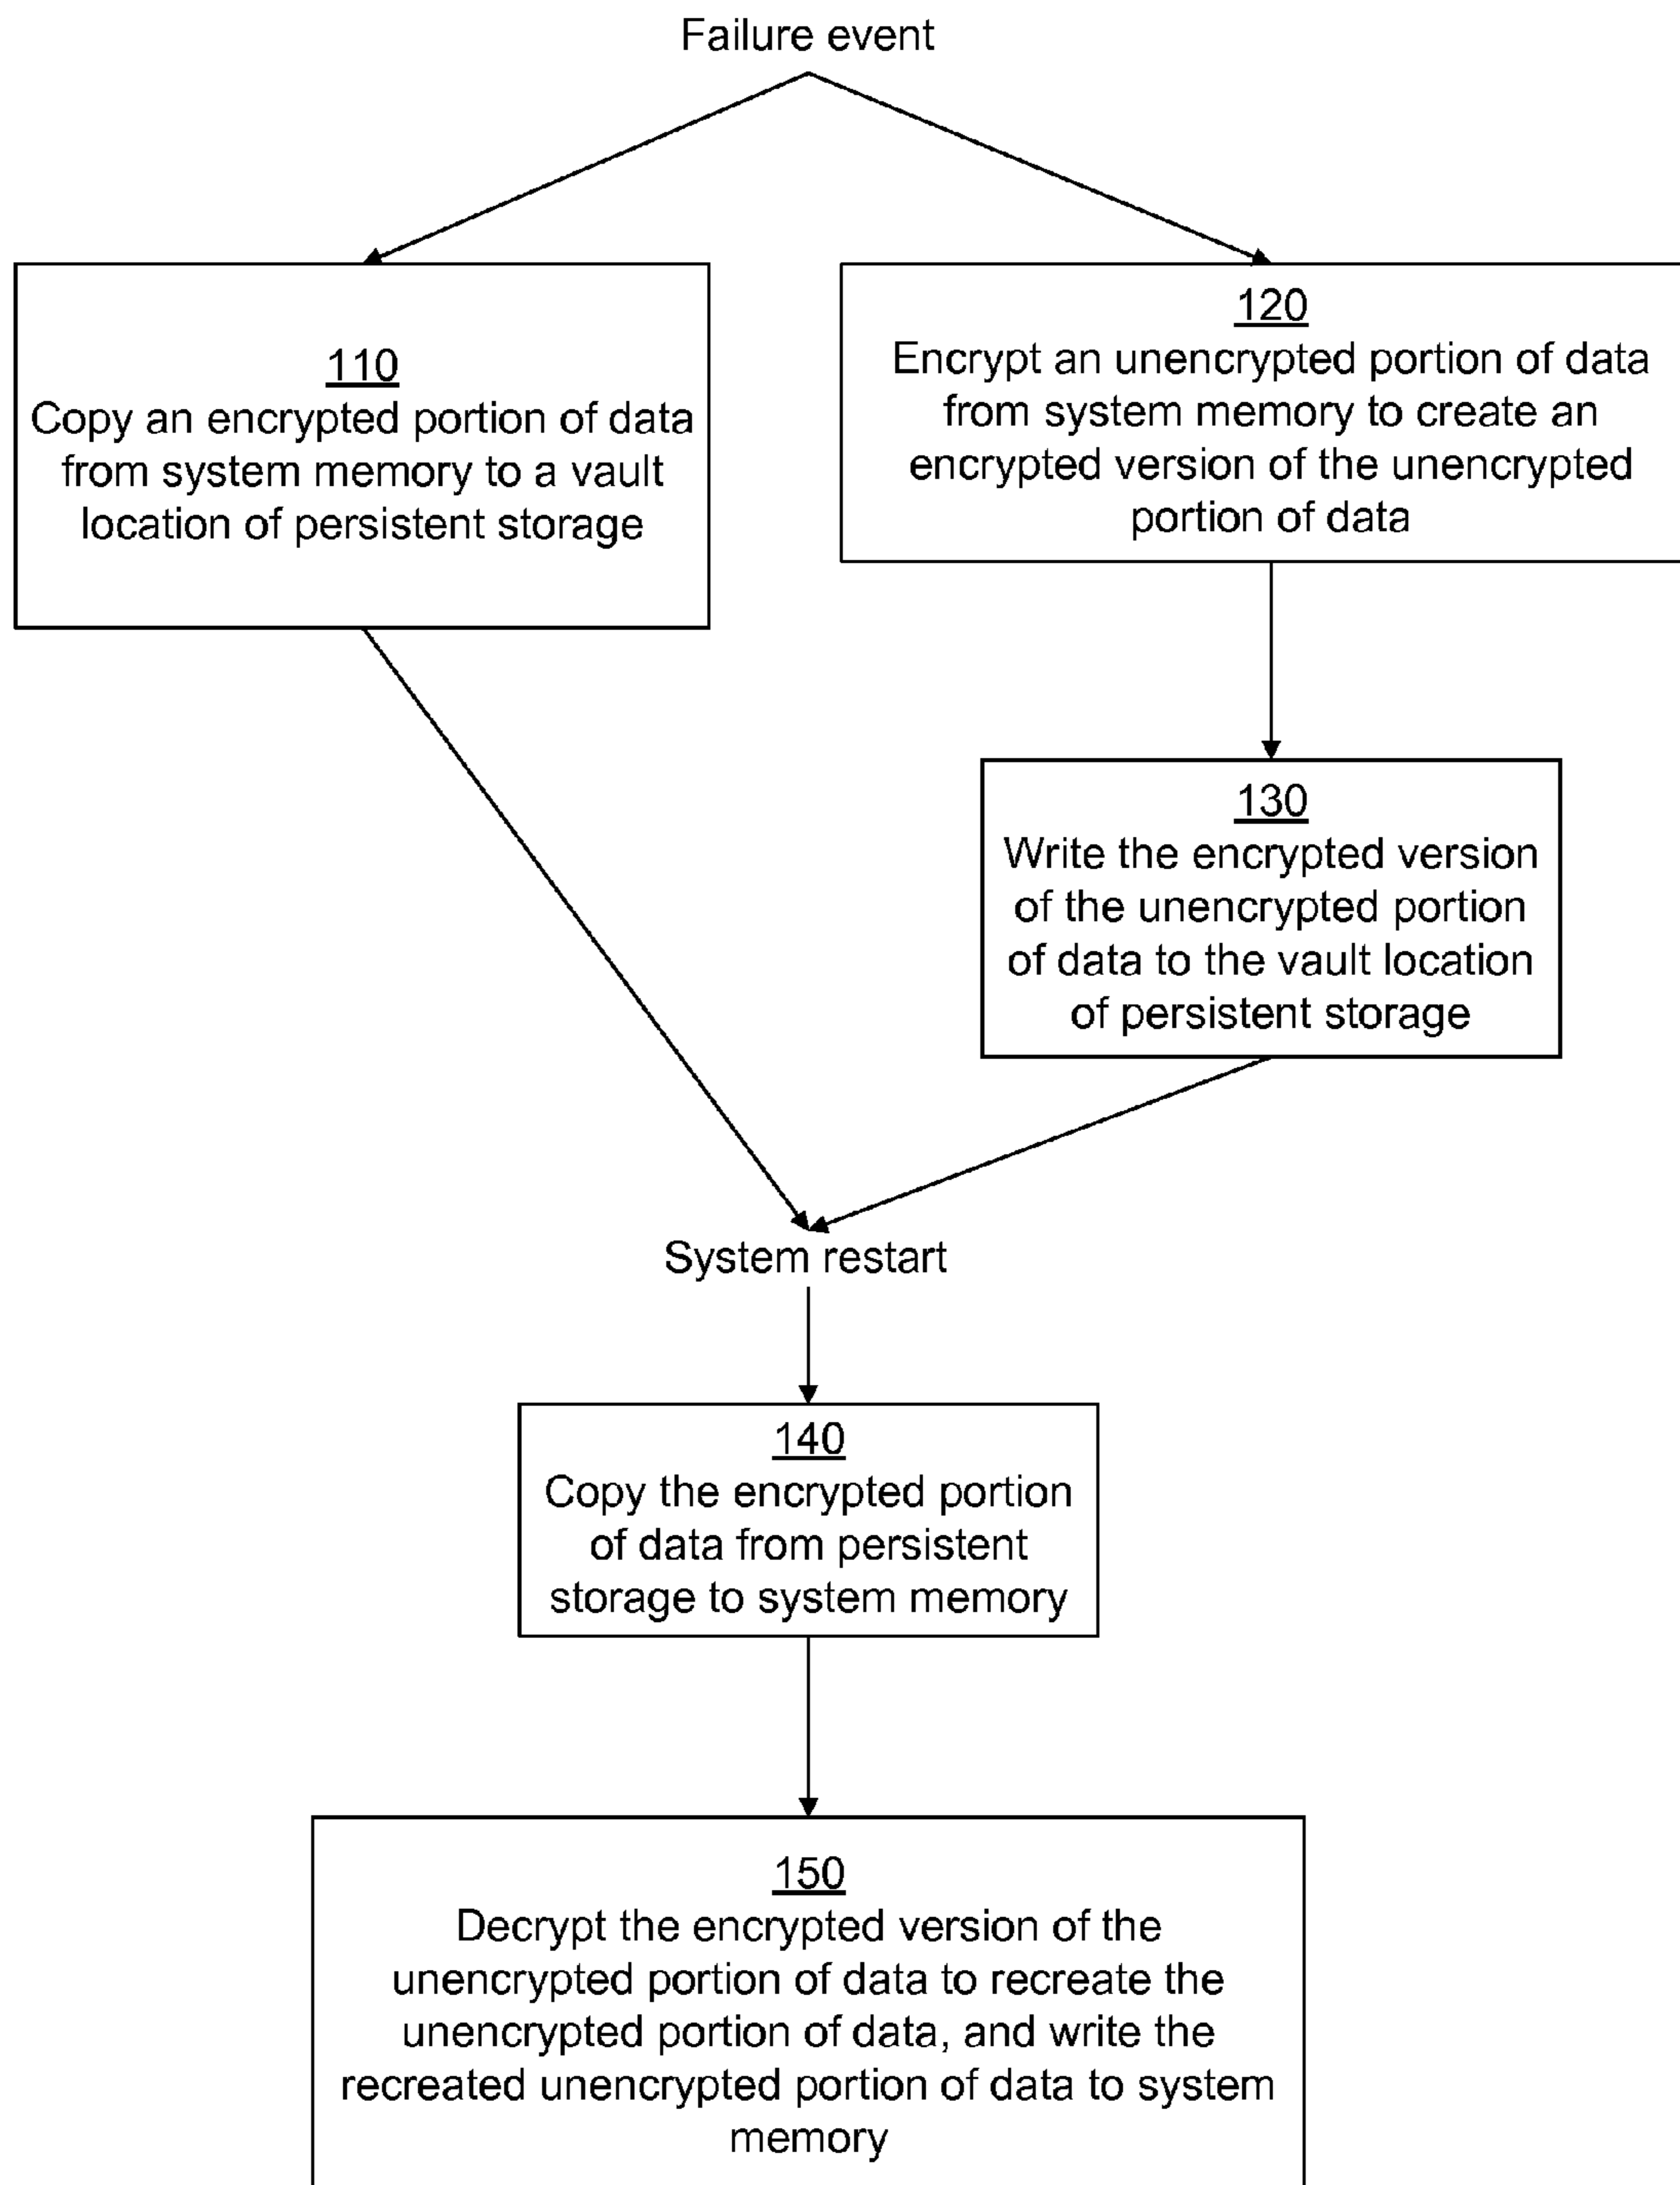 Failure event
110
Copy an encrypted portion of data
from system memory to a vault
location of persistent storage
120
Encrypt an unencrypted portion of data
from system memory to create an
encrypted version of the unencrypted
portion of data
130
Write the encrypted version
of the unencrypted portion
of data to the vault location
of persistent storage
System restart
140
Copy the encrypted portion
of data from persistent
storage to system memory
150
Decrypt the encrypted version of the
unencrypted portion of data to recreate the
unencrypted portion of data, and write the
recreated unencrypted portion of data to system
memory